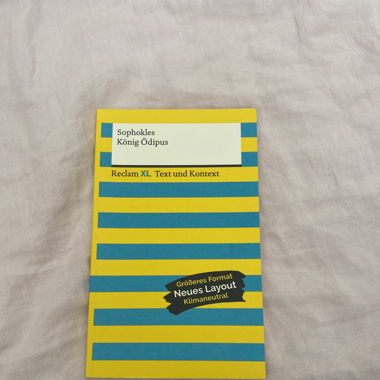 Sophokles
König Ödipus
Reclam XL Text und Kontext
Größeres Format
Neues Layout
Klimaneutral